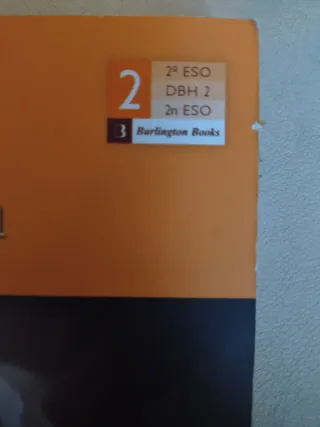 2
2º ESO
DBH 2
2n ESO
B Burlington Books